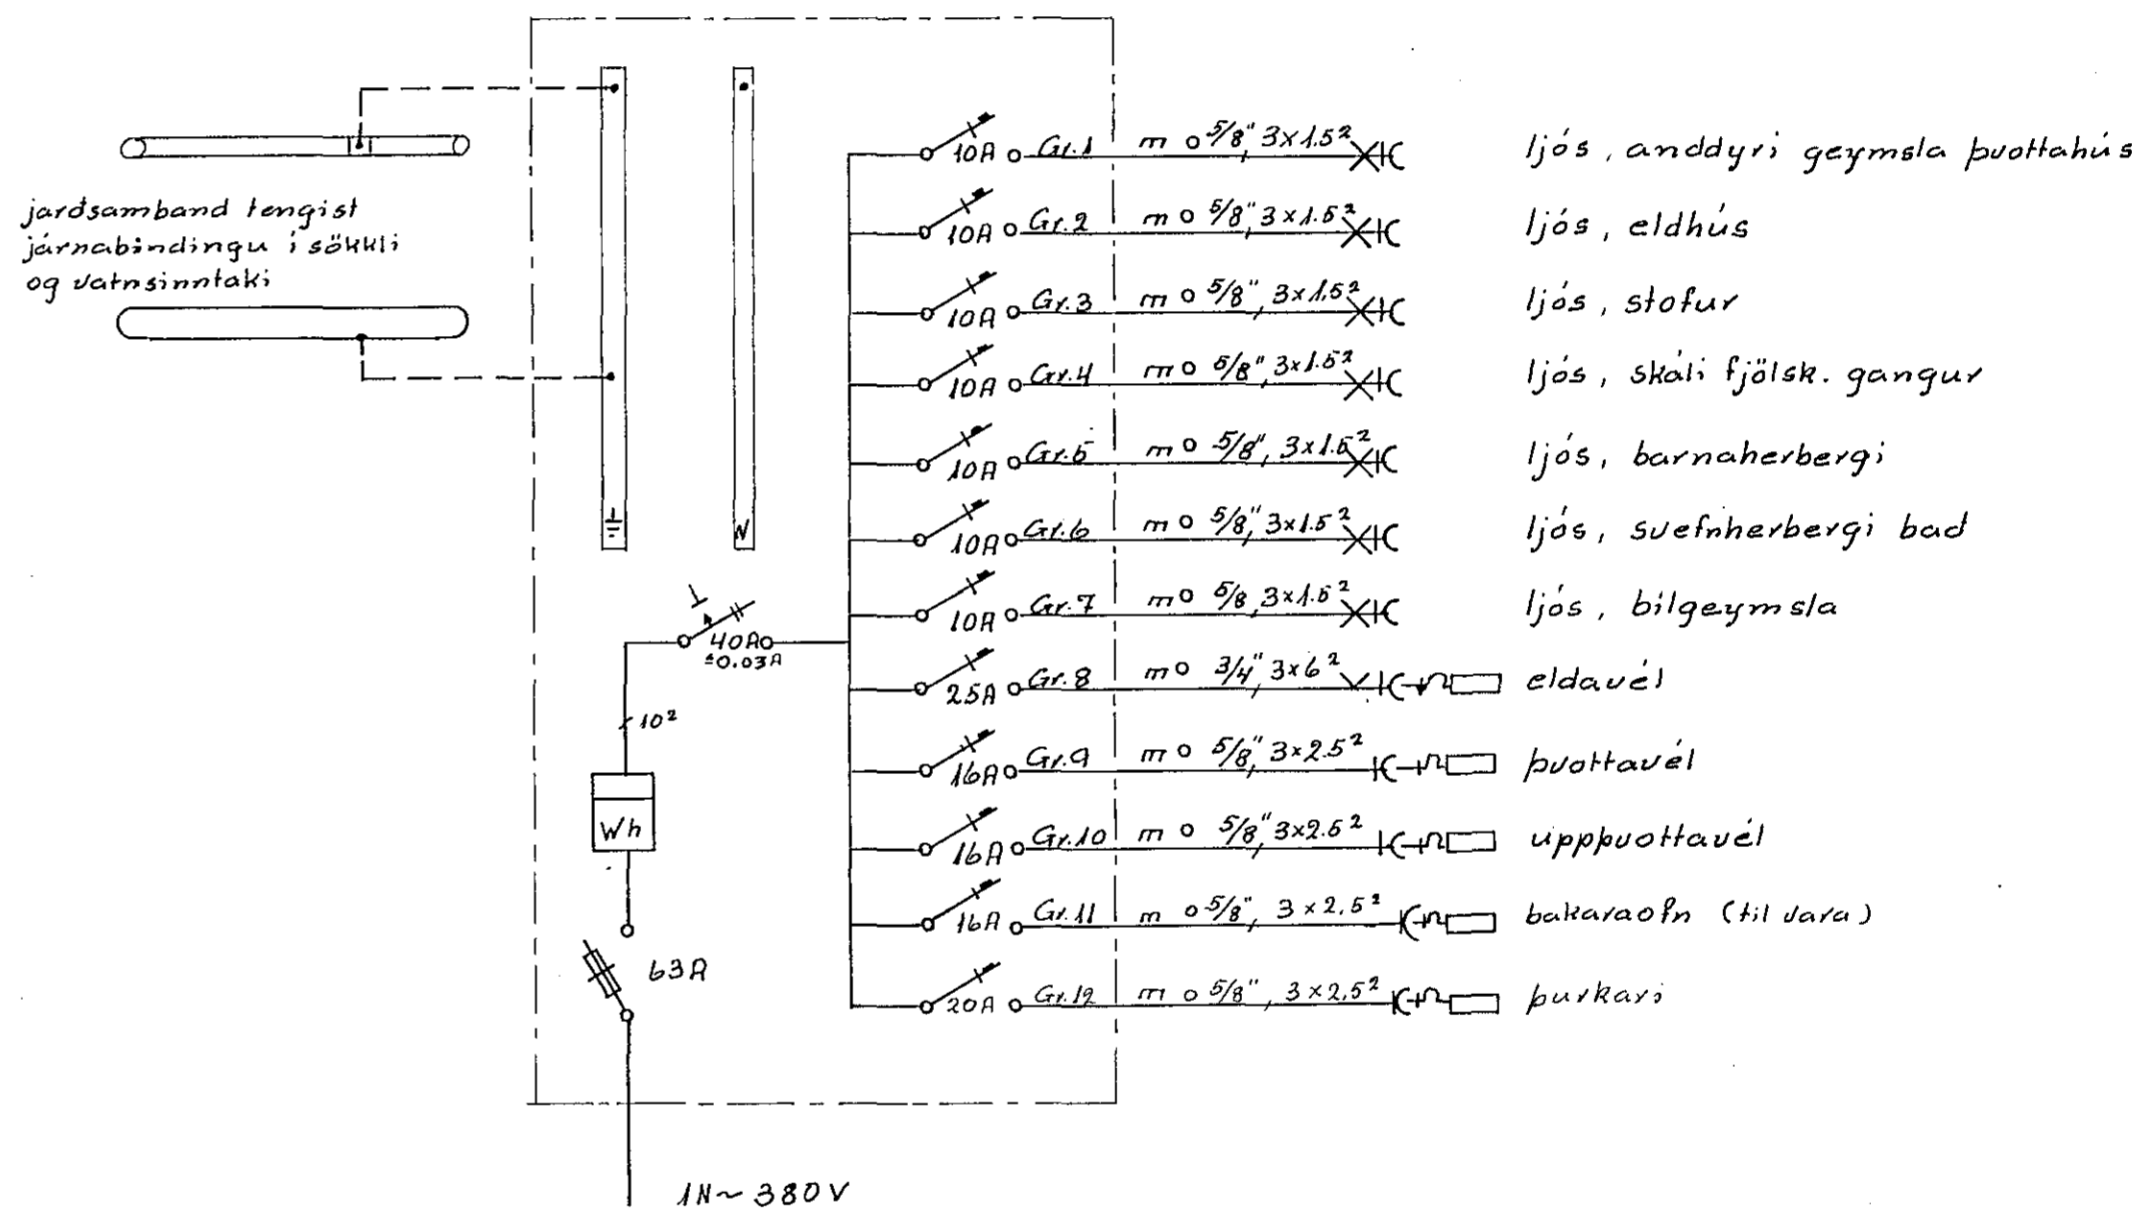 jarðsamband tengist
járnabindingu í sökkli
og vatnsinntaki
10A Gr.1 m o 5/8", 3x1.5² ljós, anddyri geymsla þvottahús
10A Gr.2 m o 5/8", 3x1.5² ljós, eldhús
10A Gr.3 m o 5/8", 3x1.5² ljós, stofur
10A Gr.4 m o 5/8", 3x1.5² ljós, skáli fjölsk. gangur
10A Gr.5 m o 5/8", 3x1.5² ljós, barnaherbergi
10A Gr.6 m o 5/8", 3x1.5² ljós, svefnherbergi bad
10A Gr.7 m o 5/8, 3x1.5² ljós, bílgeymsla
N
40A
±0.03A
25A Gr.8 m o 3/4", 3x6² eldavél
10²
16A Gr.9 m o 5/8", 3x2.5² þvottavél
Wh
16A Gr.10 m o 5/8", 3x2.5² uppþvottavél
16A Gr.11 m o 5/8", 3x2.5² bakaraofn (til vara)
63A
20A Gr.12 m o 5/8", 3x2.5² þurkari
1N~380V